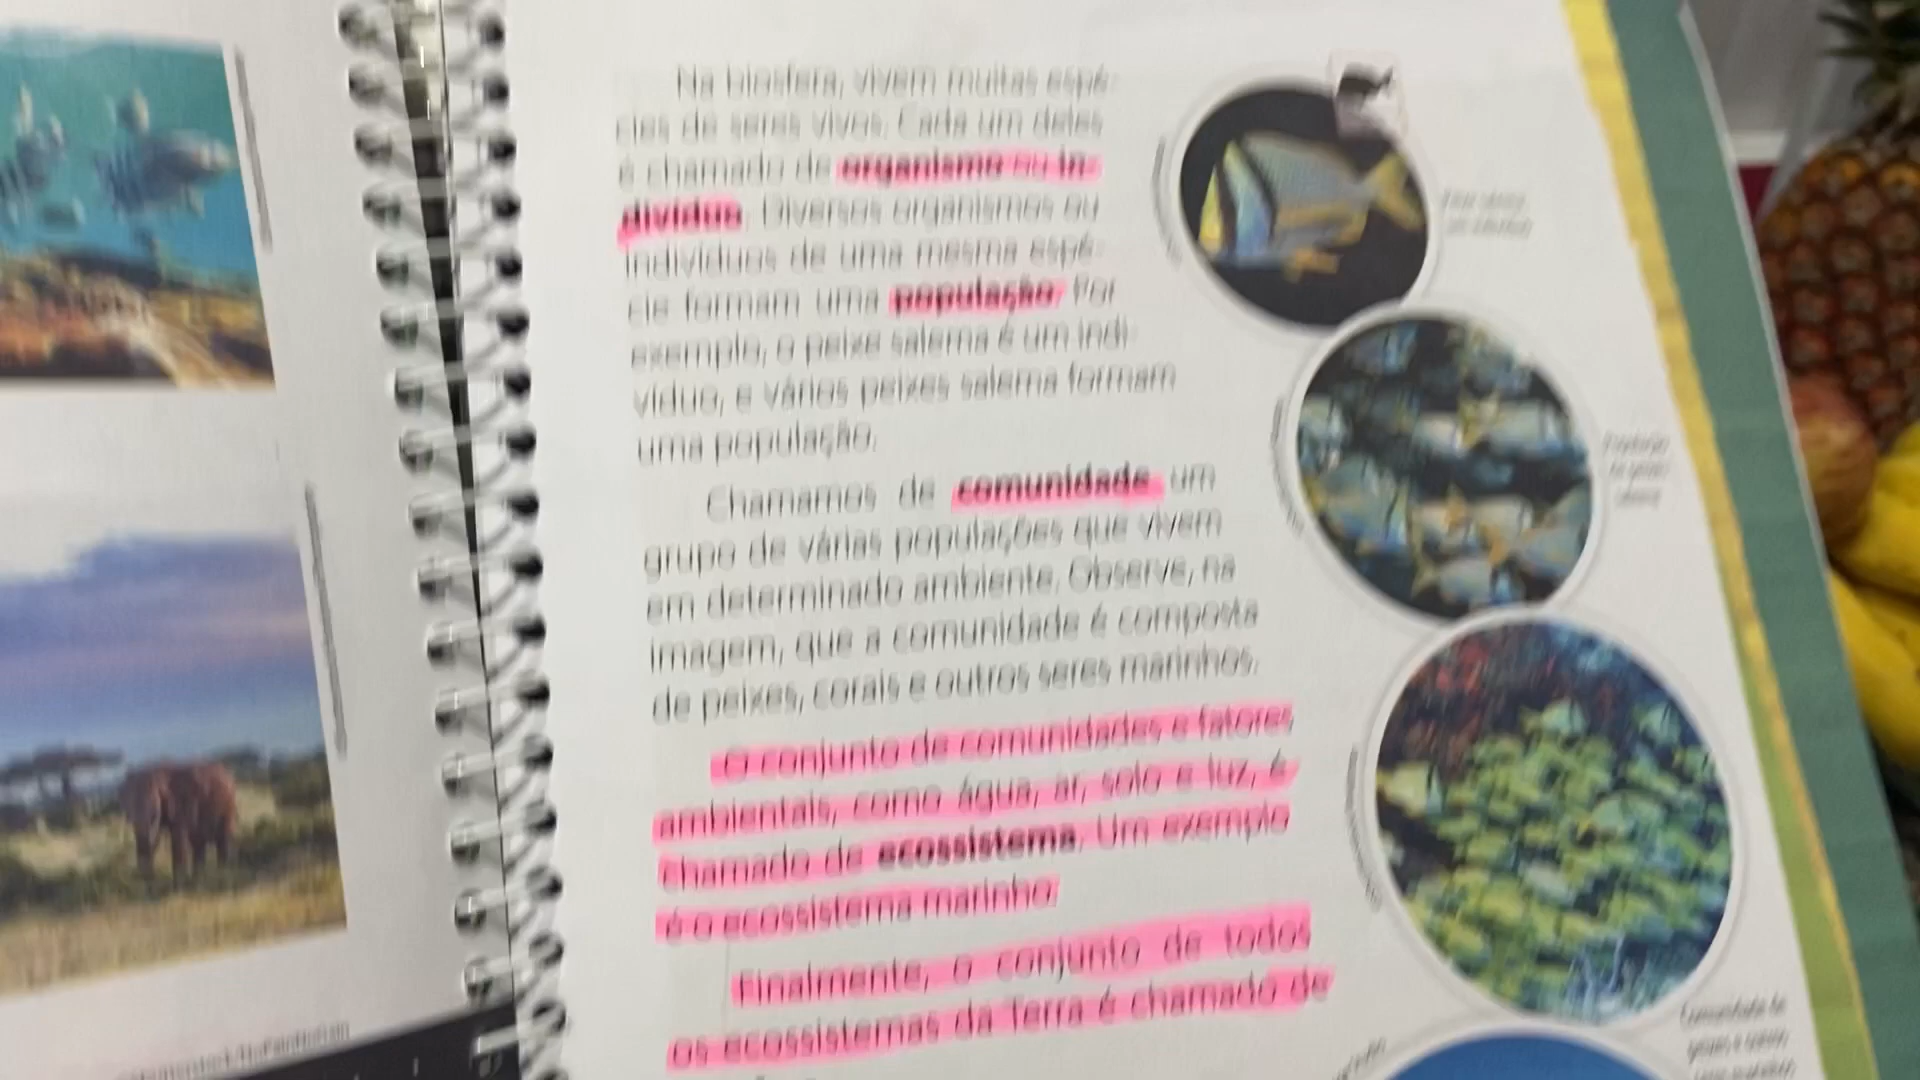 Na biosfera, vivem muitas espé-
cies de seres vivos. Cada um deles
é chamado de organismo ou in-
divíduo. Diversos organismos ou
indivíduos de uma mesma espé-
cie formam uma população. Por
exemplo, o peixe salema é um indi-
víduo, e vários peixes salema formam
uma população.
Chamamos de comunidade um
grupo de várias populações que vivem
em determinado ambiente. Observe, na
imagem, que a comunidade é composta
de peixes, corais e outros seres marinhos.
O conjunto de comunidades e fatores
ambientais, como água, ar, solo e luz, é
chamado de ecossistema. Um exemplo
é o ecossistema marinho.
Finalmente, o conjunto de todos
os ecossistemas da Terra é chamado de
Comunidade de
peixes e outros